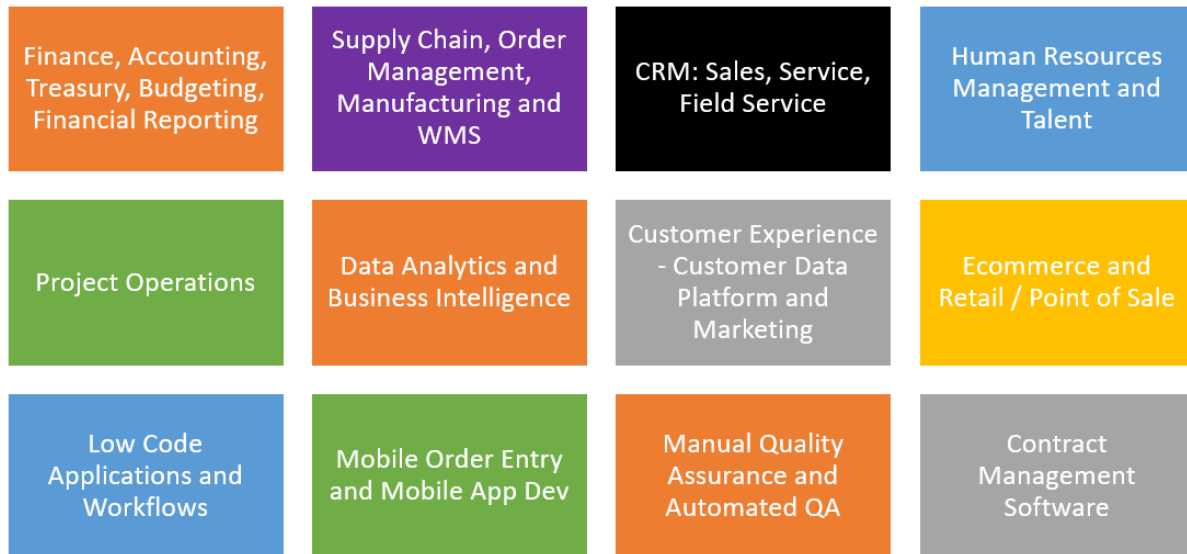 Finance, Accounting,
Treasury, Budgeting,
Financial Reporting
Supply Chain, Order
Management,
Manufacturing and
WMS
CRM: Sales, Service,
Field Service
Human Resources
Management and
Talent
Project Operations
Data Analytics and
Business Intelligence
Customer Experience
- Customer Data
Platform and
Marketing
Ecommerce and
Retail / Point of Sale
Low Code
Applications and
Workflows
Mobile Order Entry
and Mobile App Dev
Manual Quality
Assurance and
Automated QA
Contract
Management
Software